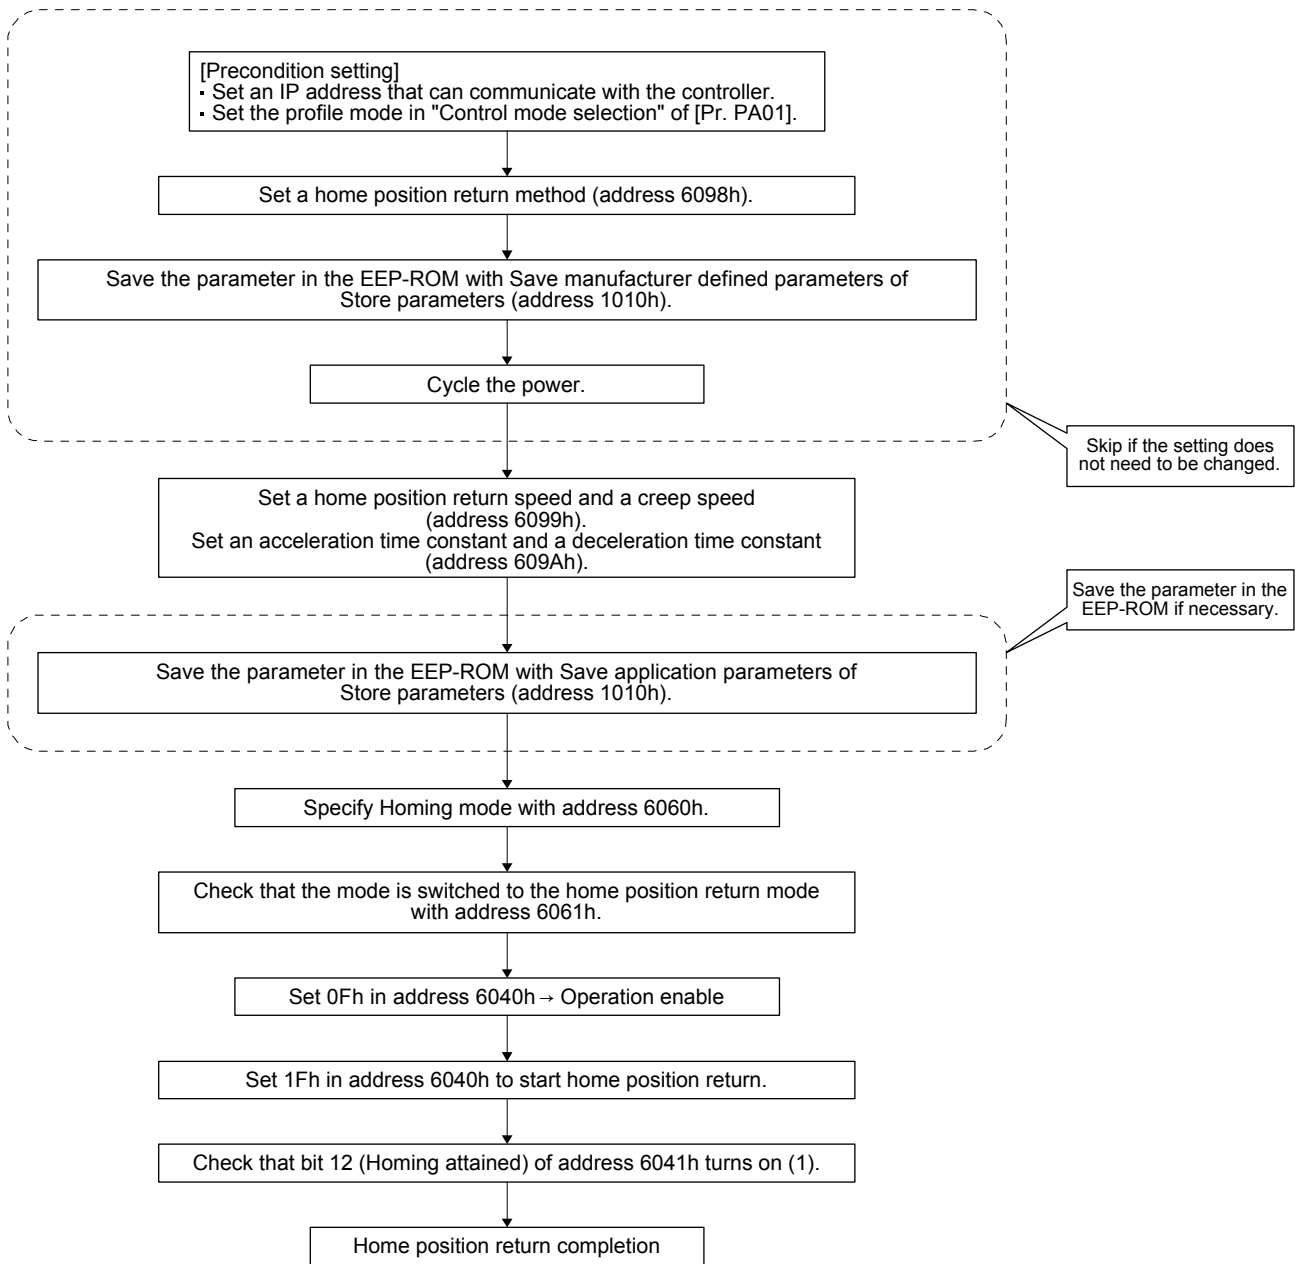 [Precondition setting]
▪ Set an IP address that can communicate with the controller.
▪ Set the profile mode in "Control mode selection" of [Pr. PA01].
Set a home position return method (address 6098h).
Save the parameter in the EEP-ROM with Save manufacturer defined parameters of
Store parameters (address 1010h).
Cycle the power.
Skip if the setting does
not need to be changed.
Set a home position return speed and a creep speed
(address 6099h).
Set an acceleration time constant and a deceleration time constant
(address 609Ah).
Save the parameter in the
EEP-ROM if necessary.
Save the parameter in the EEP-ROM with Save application parameters of
Store parameters (address 1010h).
Specify Homing mode with address 6060h.
Check that the mode is switched to the home position return mode
with address 6061h.
Set 0Fh in address 6040h → Operation enable
Set 1Fh in address 6040h to start home position return.
Check that bit 12 (Homing attained) of address 6041h turns on (1).
Home position return completion